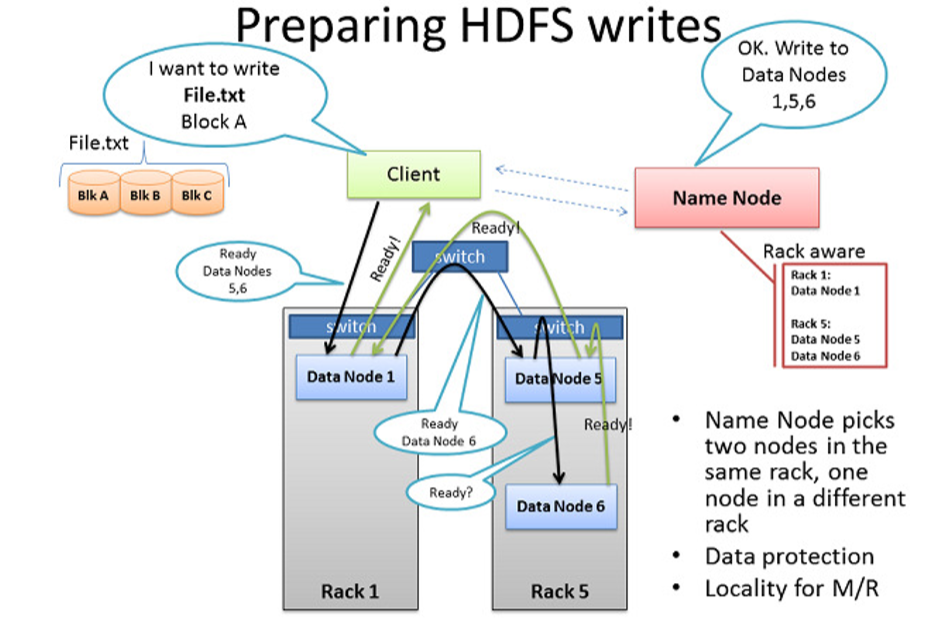 Preparing HDFS writes
I want to write
File.txt
Block A
OK. Write to
Data Nodes
1,5,6
File.txt
Blk A
Blk B
Blk C
Client
Name Node
Ready
Data Nodes
5,6
Ready!
Ready!
switch
Rack aware
Rack 1:
Data Node 1
Rack 5:
Data Node 5
Data Node 6
switch
switch
Data Node 1
Data Node 5
Ready
Data Node 6
Ready!
Ready?
Data Node 6
Rack 1
Rack 5
• Name Node picks
two nodes in the
same rack, one
node in a different
rack
• Data protection
• Locality for M/R